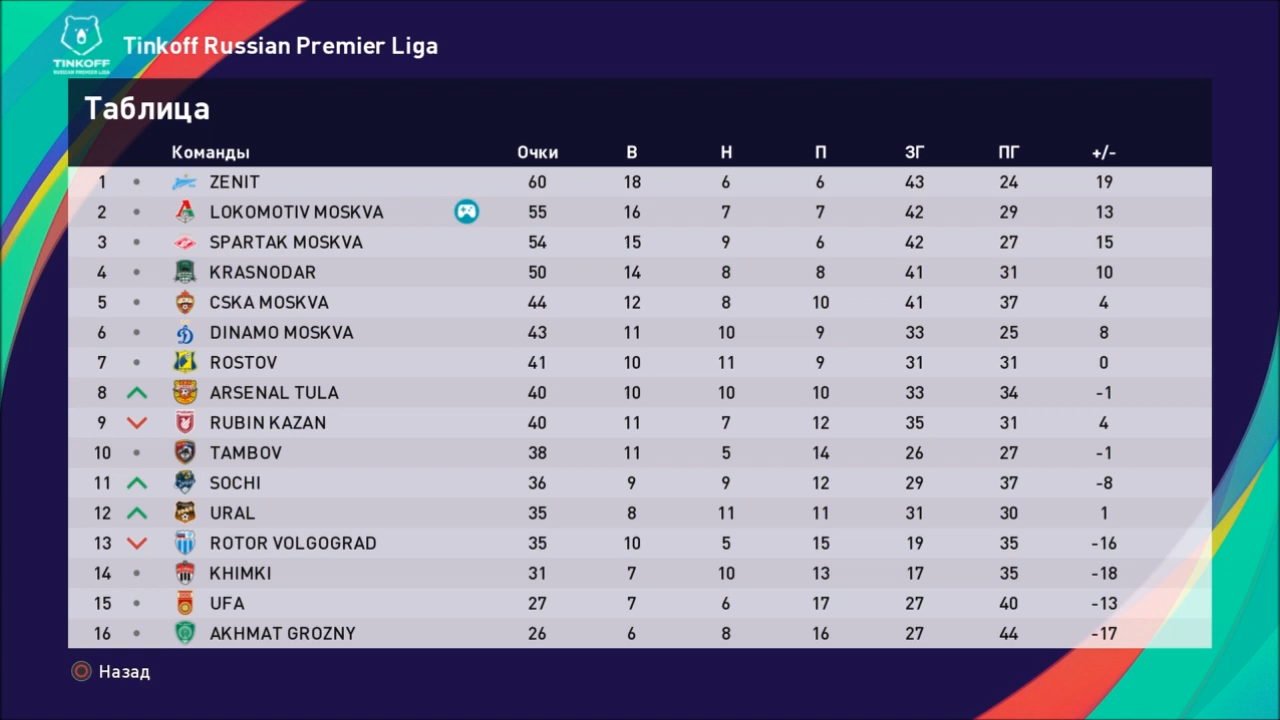 Tinkoff Russian Premier Liga
TINKOFF
RUSSIAN PREMIER LIGA
Таблица
Команды Очки В Н П ЗГ ПГ +/-
1 ZENIT 60 18 6 6 43 24 19
2 LOKOMOTIV MOSKVA 55 16 7 7 42 29 13
3 SPARTAK MOSKVA 54 15 9 6 42 27 15
4 KRASNODAR 50 14 8 8 41 31 10
5 CSKA MOSKVA 44 12 8 10 41 37 4
6 DINAMO MOSKVA 43 11 10 9 33 25 8
7 ROSTOV 41 10 11 9 31 31 0
8 ARSENAL TULA 40 10 10 10 33 34 -1
9 RUBIN KAZAN 40 11 7 12 35 31 4
10 TAMBOV 38 11 5 14 26 27 -1
11 SOCHI 36 9 9 12 29 37 -8
12 URAL 35 8 11 11 31 30 1
13 ROTOR VOLGOGRAD 35 10 5 15 19 35 -16
14 KHIMKI 31 7 10 13 17 35 -18
15 UFA 27 7 6 17 27 40 -13
16 AKHMAT GROZNY 26 6 8 16 27 44 -17
Назад